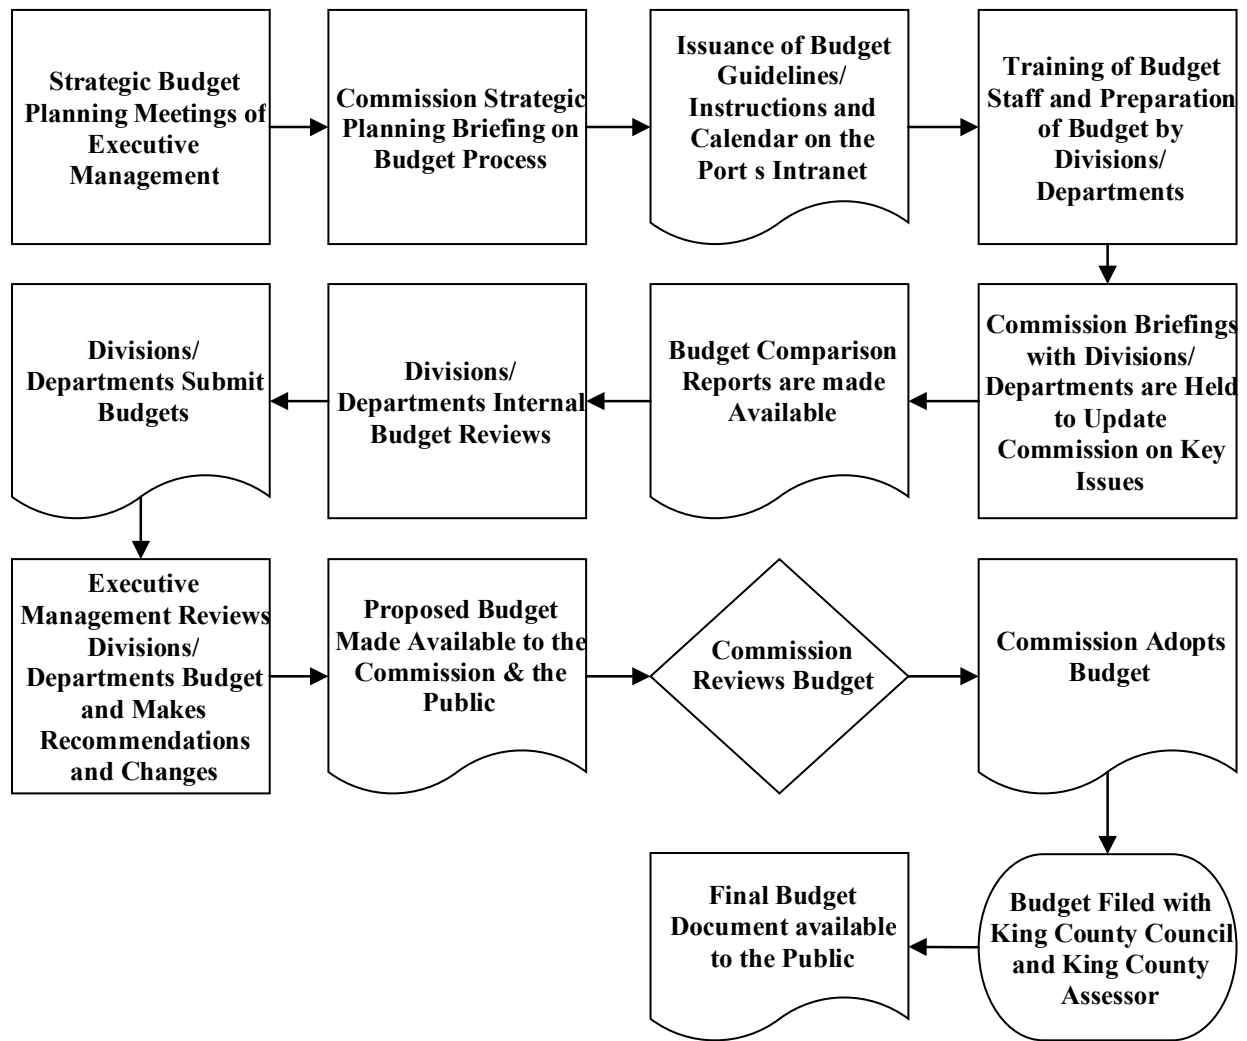 Strategic Budget
Planning Meetings of
Executive
Management
Commission Strategic
Planning Briefing on
Budget Process
Issuance of Budget
Guidelines/
Instructions and
Calendar on the
Port s Intranet
Training of Budget
Staff and Preparation
of Budget by
Divisions/
Departments
Commission Briefings
with Divisions/
Departments are Held
to Update
Commission on Key
Issues
Budget Comparison
Reports are made
Available
Divisions/
Departments Internal
Budget Reviews
Divisions/
Departments Submit
Budgets
Executive
Management Reviews
Divisions/
Departments Budget
and Makes
Recommendations
and Changes
Proposed Budget
Made Available to the
Commission & the
Public
Commission
Reviews Budget
Commission Adopts
Budget
Budget Filed with
King County Council
and King County
Assessor
Final Budget
Document available
to the Public